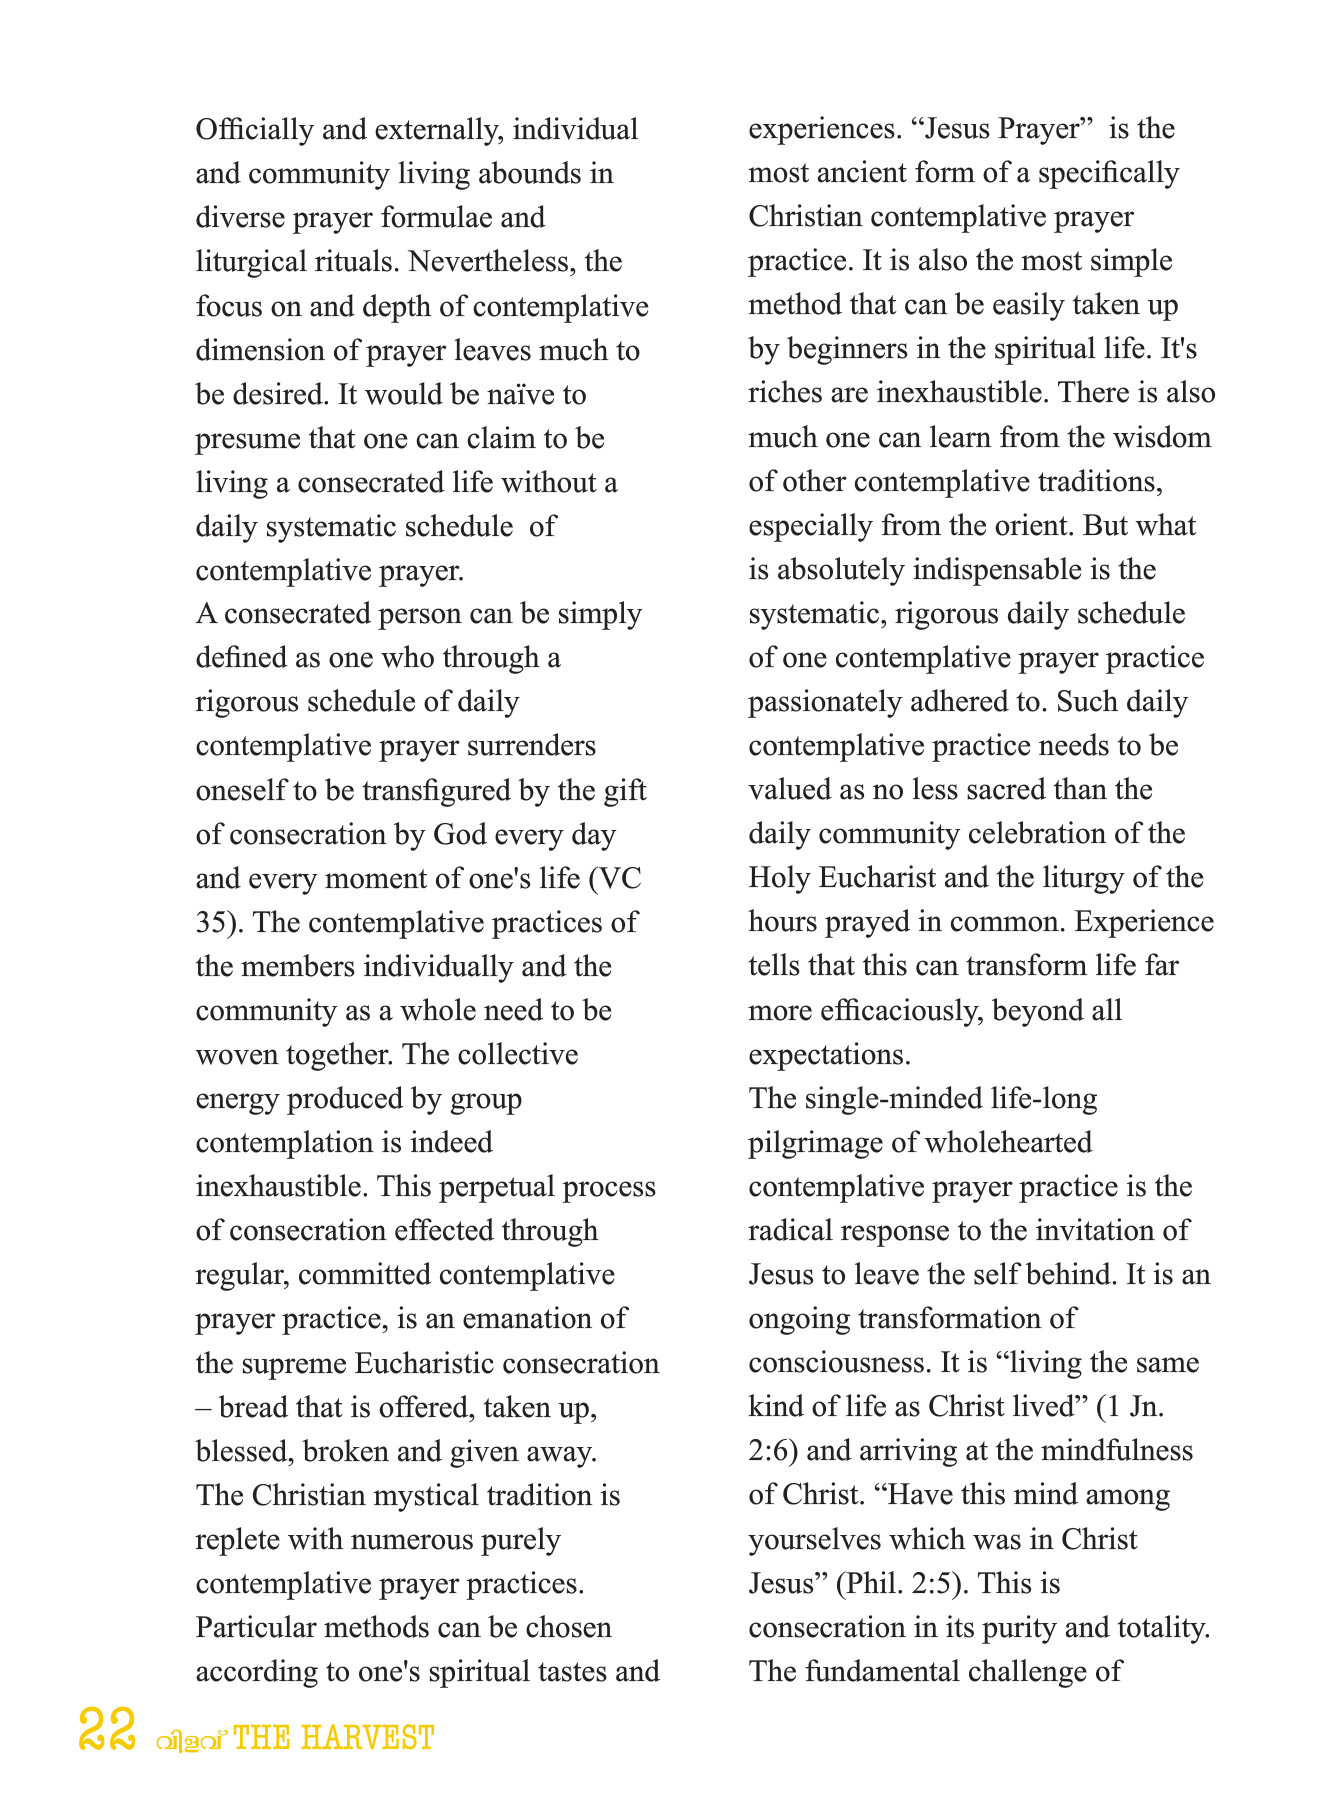 Officially and externally, individual
and community living abounds in
diverse prayer formulae and
liturgical rituals. Nevertheless, the
focus on and depth of contemplative
dimension of prayer leaves much to
be desired. It would be naïve to
presume that one can claim to be
living a consecrated life without a
daily systematic schedule  of
contemplative prayer.
A consecrated person can be simply
defined as one who through a
rigorous schedule of daily
contemplative prayer surrenders
oneself to be transfigured by the gift
of consecration by God every day
and every moment of one's life (VC
35). The contemplative practices of
the members individually and the
community as a whole need to be
woven together. The collective
energy produced by group
contemplation is indeed
inexhaustible. This perpetual process
of consecration effected through
regular, committed contemplative
prayer practice, is an emanation of
the supreme Eucharistic consecration
– bread that is offered, taken up,
blessed, broken and given away.
The Christian mystical tradition is
replete with numerous purely
contemplative prayer practices.
Particular methods can be chosen
according to one's spiritual tastes and
experiences. “Jesus Prayer”  is the
most ancient form of a specifically
Christian contemplative prayer
practice. It is also the most simple
method that can be easily taken up
by beginners in the spiritual life. It's
riches are inexhaustible. There is also
much one can learn from the wisdom
of other contemplative traditions,
especially from the orient. But what
is absolutely indispensable is the
systematic, rigorous daily schedule
of one contemplative prayer practice
passionately adhered to. Such daily
contemplative practice needs to be
valued as no less sacred than the
daily community celebration of the
Holy Eucharist and the liturgy of the
hours prayed in common. Experience
tells that this can transform life far
more efficaciously, beyond all
expectations.
The single-minded life-long
pilgrimage of wholehearted
contemplative prayer practice is the
radical response to the invitation of
Jesus to leave the self behind. It is an
ongoing transformation of
consciousness. It is “living the same
kind of life as Christ lived” (1 Jn.
2:6) and arriving at the mindfulness
of Christ. “Have this mind among
yourselves which was in Christ
Jesus” (Phil. 2:5). This is
consecration in its purity and totality.
The fundamental challenge of
22 വിളവ് THE HARVEST